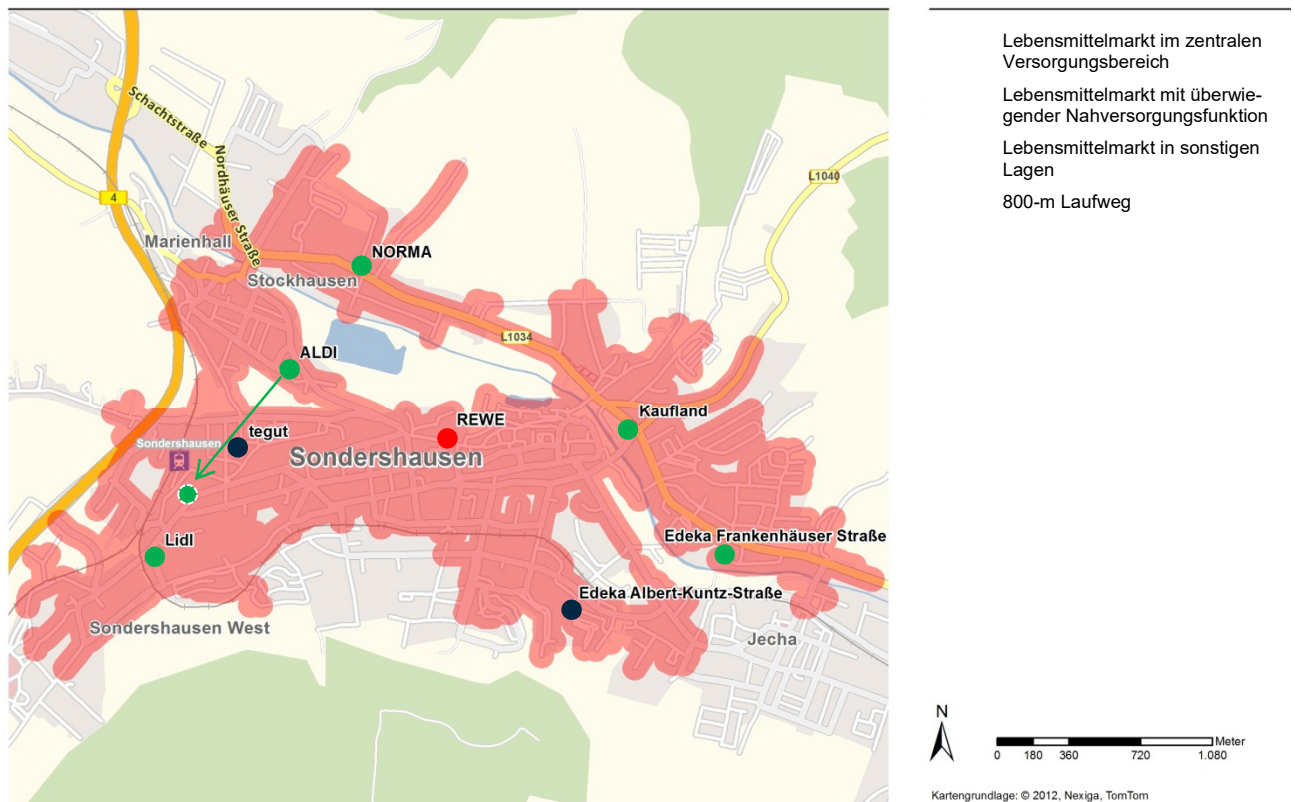 Schachtstraße
Nordhäuser Straße
4
Marienhall
Stockhausen
NORMA
L1040
L1034
ALDI
REWE
Kaufland
tegut
Sondershausen
Sondershausen
Lidl
Edeka Frankenhäuser Straße
Edeka Albert-Kuntz-Straße
Sondershausen West
Jecha
Lebensmittelmarkt im zentralen
Versorgungsbereich
Lebensmittelmarkt mit überwie-
gender Nahversorgungsfunktion
Lebensmittelmarkt in sonstigen
Lagen
800-m Laufweg
N
Meter
0 180 360 720 1.080
Kartengrundlage: © 2012, Nexiga, TomTom